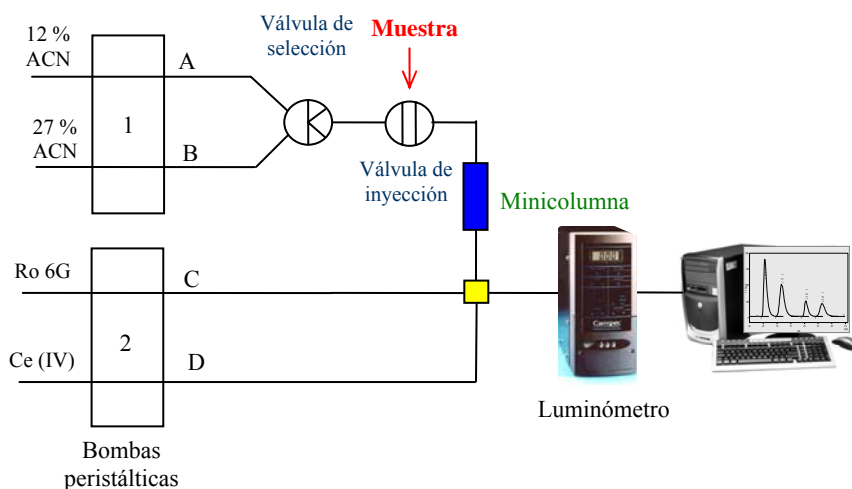 12 %
ACN
A
Válvula de
selección
Muestra
1
27 %
ACN
B
Válvula de
inyección
Minicolumna
Ro 6G
C
2
Ce (IV)
D
Luminómetro
Bombas
peristálticas